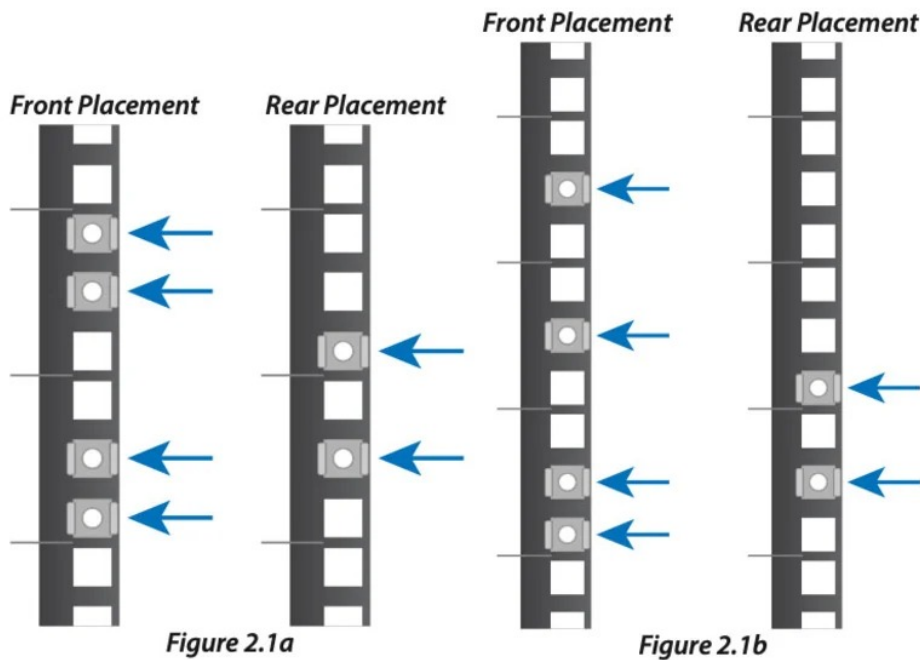 Front Placement
Rear Placement
Front Placement
Rear Placement
Figure 2.1a
Figure 2.1b